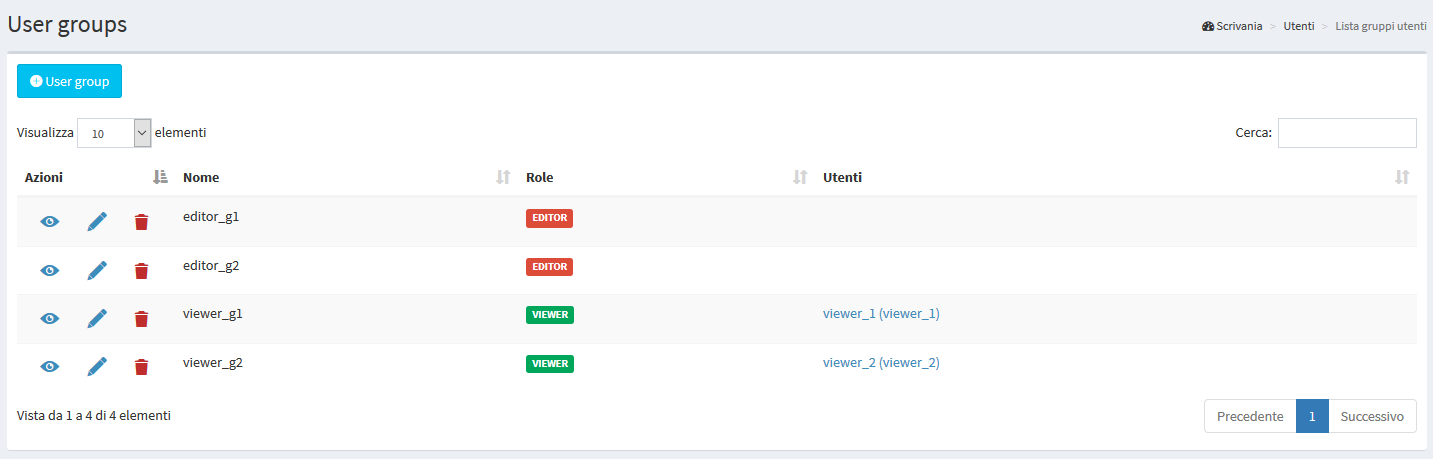 User groups
Scrivania > Utenti > Lista gruppi utenti
User group
Visualizza 10 elementi Cerca:
Azioni Nome Role Utenti
editor_g1 EDITOR
editor_g2 EDITOR
viewer_g1 VIEWER viewer_1 (viewer_1)
viewer_g2 VIEWER viewer_2 (viewer_2)
Vista da 1 a 4 di 4 elementi Precedente 1 Successivo